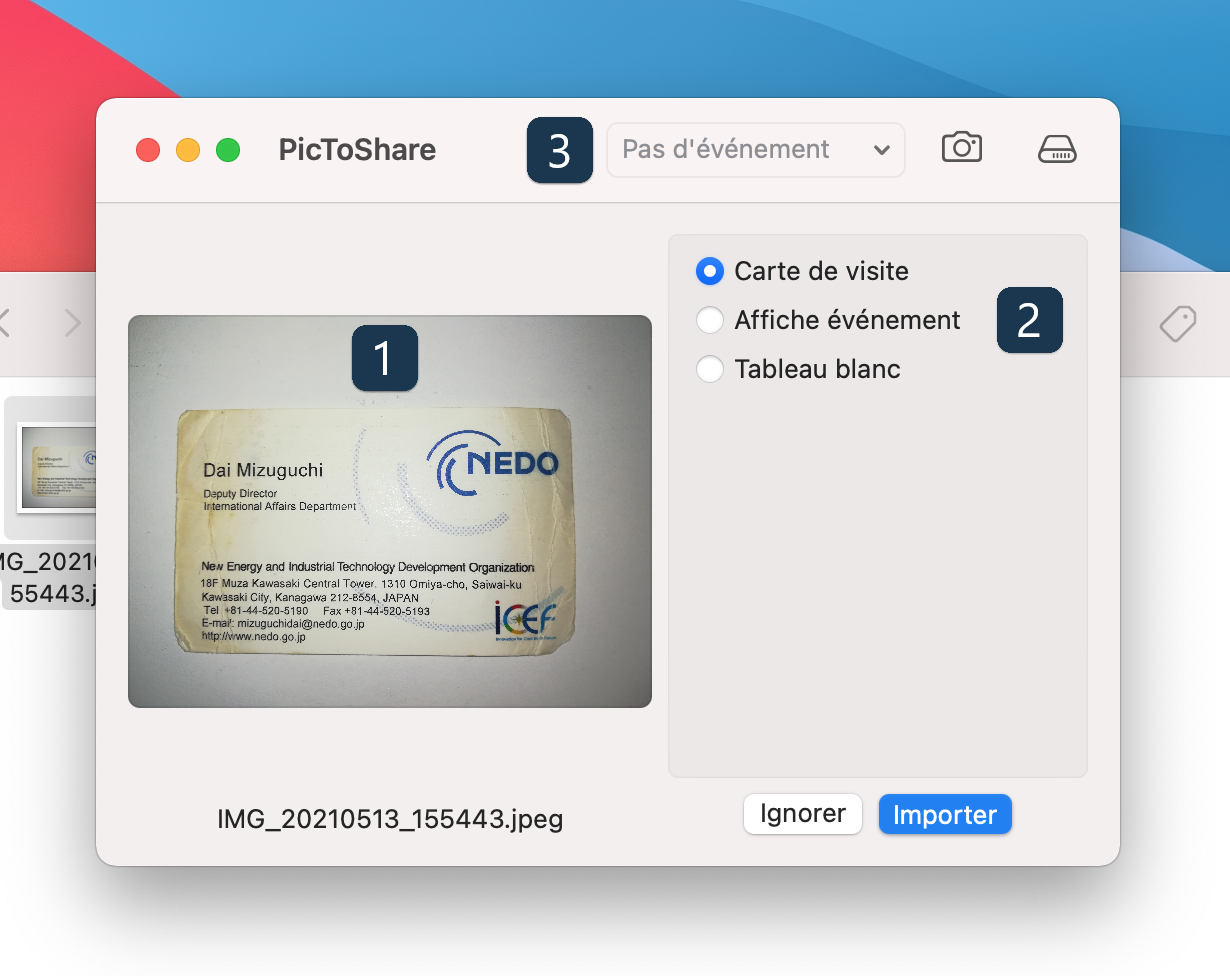 PicToShare
3
Pas d'événement
1
Dai Mizuguchi
Deputy Director
International Affairs Department
NEDO
New Energy and Industrial Technology Development Organization
18F Muza Kawasaki Central Tower. 1310 Omiya-cho, Saiwai-ku
Kawasaki City, Kanagawa 212-8554, JAPAN
Tel +81-44-520-5190 Fax +81-44-520-5193
E-mail: mizuguchidai@nedo.go.jp
http://www.nedo.go.jp
ICEF
Carte de visite
Affiche événement
2
Tableau blanc
IMG_20210513_155443.jpeg
Ignorer
Importer
MG_2021
55443.j